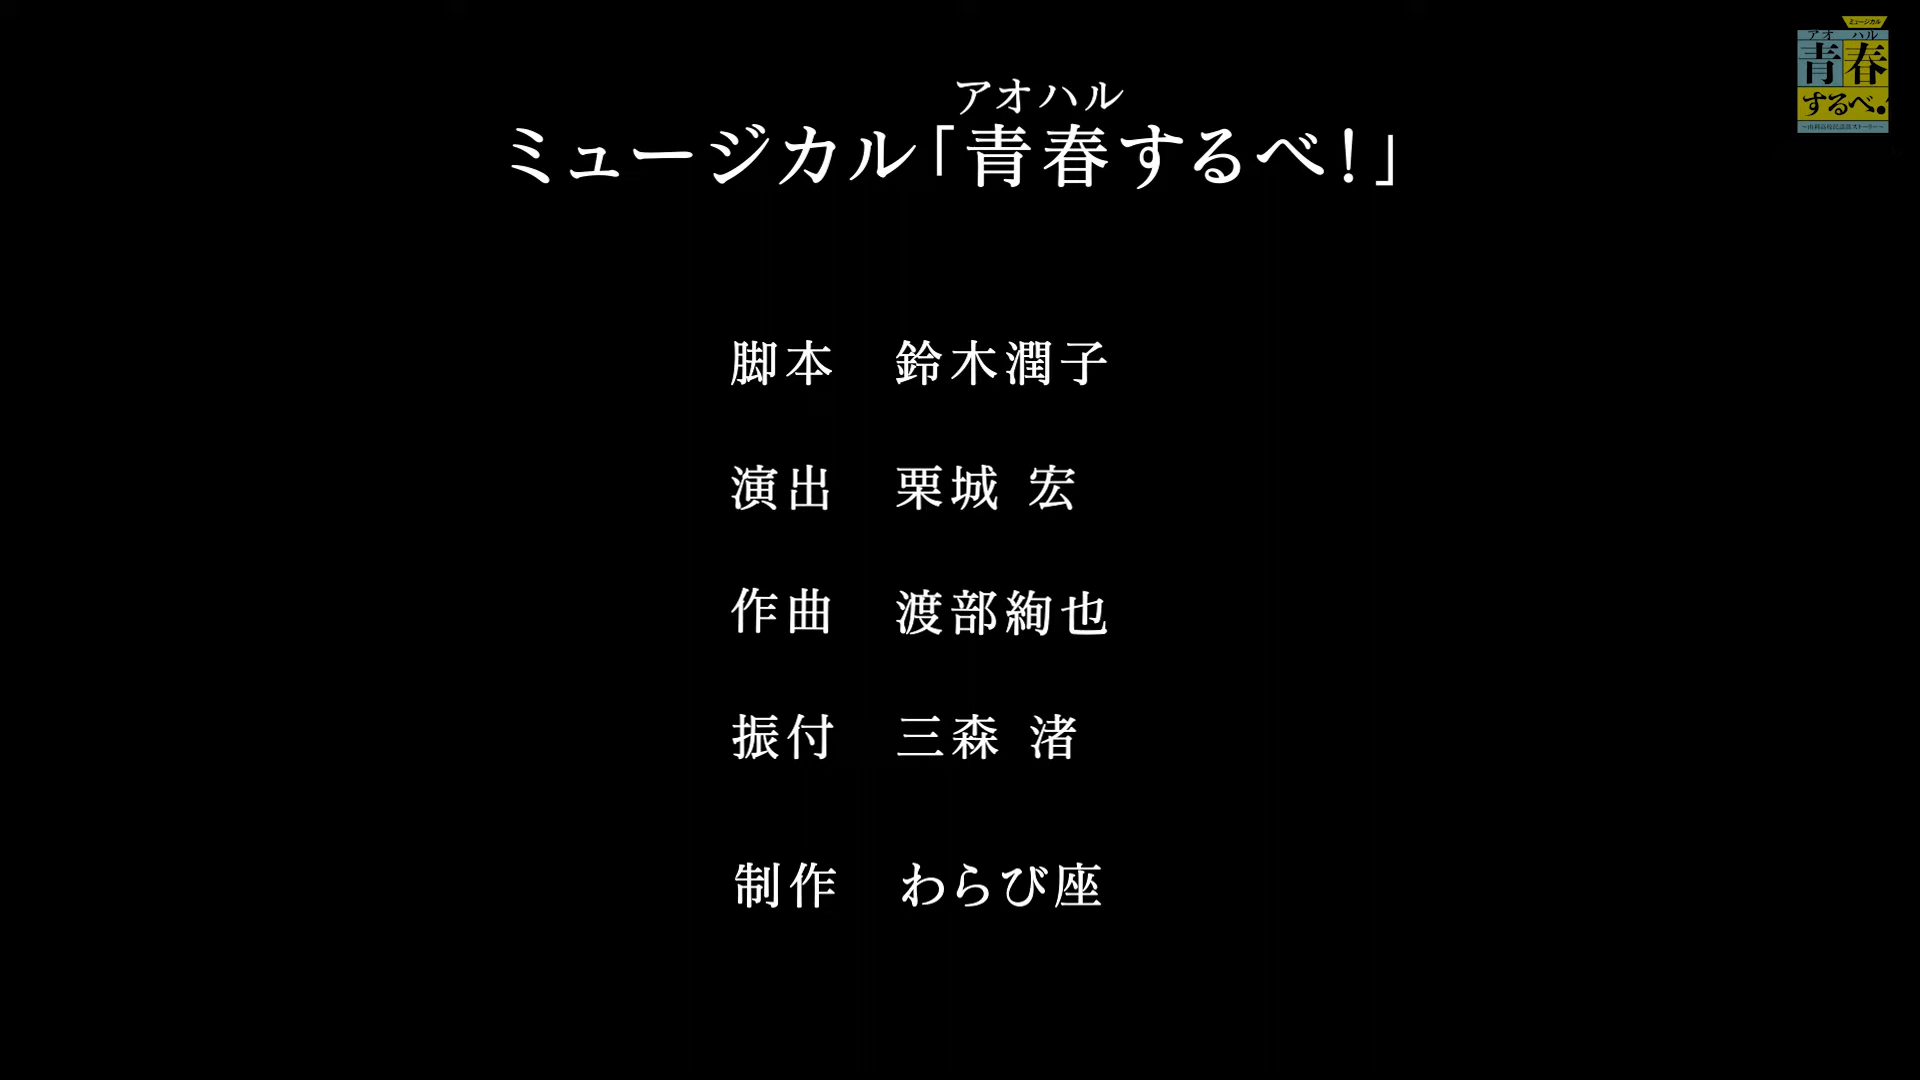 アオハル
ミュージカル「青春するべ！」
脚本　鈴木潤子
演出　栗城 宏
作曲　渡部絢也
振付　三森 渚
制作　わらび座
ミュージカル
アオ ハル
青春
するべ!